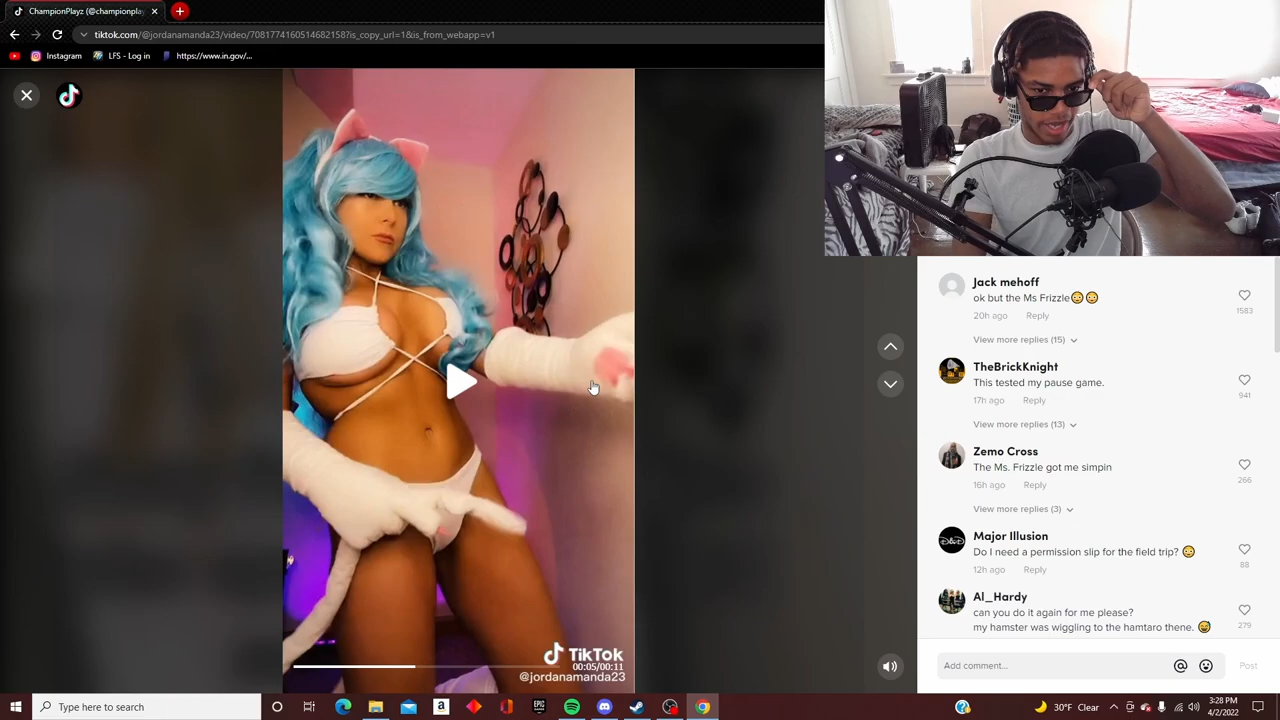 ChampionPlayz (@championplay
tiktok.com/@jordanamanda23/video/7081774160514682158?is_copy_url=1&is_from_webapp=v1
Instagram
LFS - Log in
https://www.in.gov/...
Jack mehoff
ok but the Ms Frizzle😳😳
20h ago Reply
1583
View more replies (15)
TheBrickKnight
This tested my pause game.
17h ago Reply
941
View more replies (13)
Zemo Cross
The Ms. Frizzle got me simpin
16h ago Reply
266
View more replies (3)
Major Illusion
Do I need a permission slip for the field trip? 😳
12h ago Reply
88
Al_Hardy
can you do it again for me please?
my hamster was wiggling to the hamtaro thene. 😅
279
TikTok
00:05/00:11
@jordanamanda23
Add comment...
Post
Type here to search
30°F Clear
3:28 PM
4/2/2022